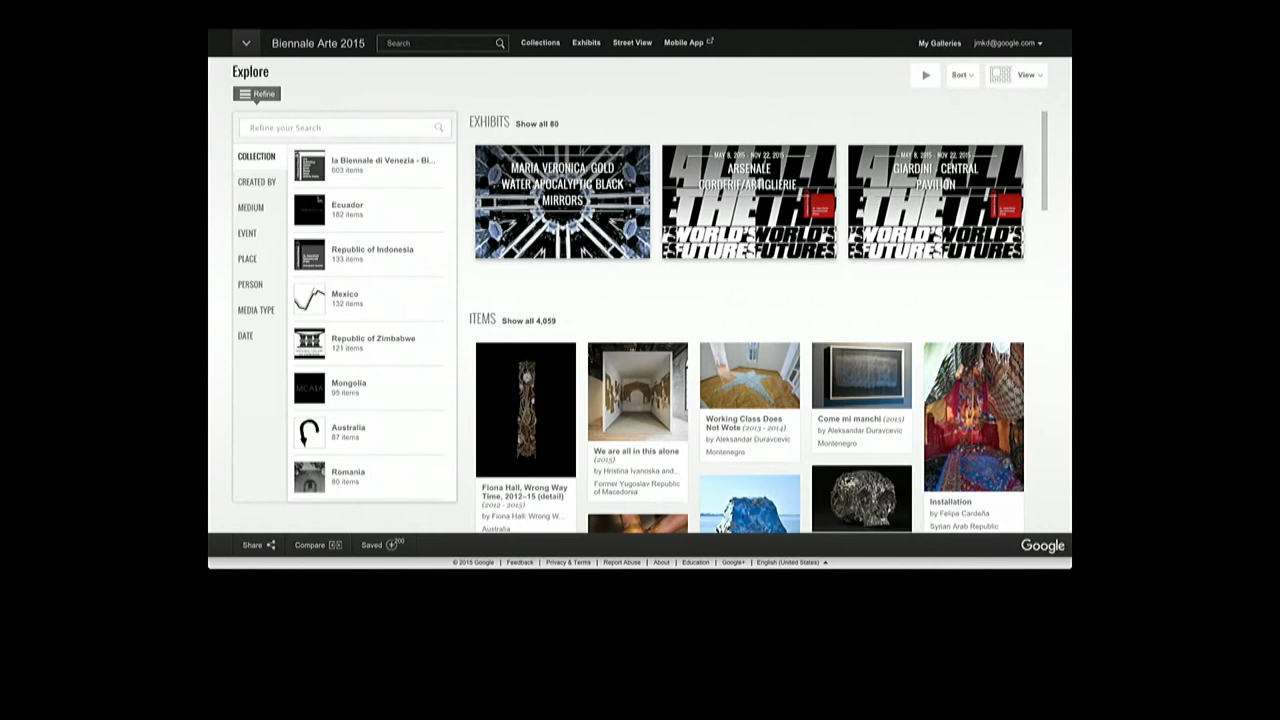 Biennale Arte 2015
Search
Collections
Exhibits
Street View
Mobile App
My Galleries
jmkd@google.com
Explore
Refine
Sort
View
Refine your Search
COLLECTION
CREATED BY
MEDIUM
EVENT
PLACE
PERSON
MEDIA TYPE
DATE
la Biennale di Venezia - Bi...
603 items
Ecuador
182 items
Republic of Indonesia
133 items
Mexico
132 items
Republic of Zimbabwe
121 items
Mongolia
95 items
Australia
87 items
Romania
80 items
EXHIBITS Show all 80
MARIA VERONICA: GOLD
WATER APOCALYPTIC BLACK
MIRRORS
MAY 8, 2015 - NOV 22, 2015
ARSENALE
CORDERIE/ARTIGLIERIE
THE
WORLD'S
FUTURES
MAY 8, 2015 - NOV 22, 2015
GIARDINI / CENTRAL
PAVILION
THE
WORLD'S
FUTURES
ITEMS Show all 4,059
Fiona Hall, Wrong Way
Time, 2012–15 (detail)
(2012 - 2015)
by Fiona Hall: Wrong W...
Australia
We are all in this alone
(2015)
by Hristina Ivanoska and...
Former Yugoslav Republic
of Macedonia
Working Class Does
Not Wote (2013 - 2014)
by Aleksandar Duravcevic
Montenegro
Come mi manchi (2015)
by Aleksandar Duravcevic
Montenegro
Installation
by Felipe Cardeña
Syrian Arab Republic
Share
Compare
Saved
200
Google
© 2015 Google | Feedback | Privacy & Terms | Report Abuse | About | Education | Google+ | English (United States)